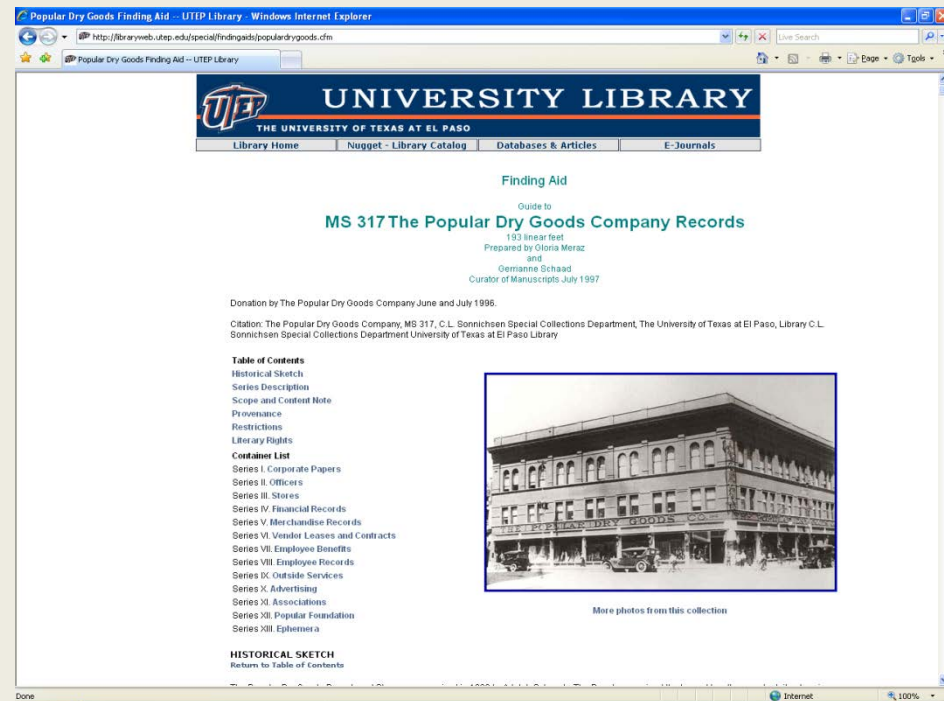 Popular Dry Goods Finding Aid -- UTEP Library - Windows Internet Explorer
http://libraryweb.utep.edu/special/findingaids/populardrygoods.cfm
Live Search
Popular Dry Goods Finding Aid -- UTEP Library
Page
Tools
UTEP
UNIVERSITY LIBRARY
THE UNIVERSITY OF TEXAS AT EL PASO
Library Home
Nugget - Library Catalog
Databases & Articles
E-Journals
Finding Aid
Guide to
MS 317 The Popular Dry Goods Company Records
193 linear feet
Prepared by Gloria Meraz
and
Gerrianne Schaad
Curator of Manuscripts July 1997
Donation by The Popular Dry Goods Company June and July 1996.
Citation: The Popular Dry Goods Company, MS 317, C.L. Sonnichsen Special Collections Department, The University of Texas at El Paso, Library C.L.
Sonnichsen Special Collections Department University of Texas at El Paso Library
Table of Contents
Historical Sketch
Series Description
Scope and Content Note
Provenance
Restrictions
Literary Rights
Container List
Series I. Corporate Papers
Series II. Officers
Series III. Stores
Series IV. Financial Records
Series V. Merchandise Records
Series VI. Vendor Leases and Contracts
Series VII. Employee Benefits
Series VIII. Employee Records
Series IX. Outside Services
Series X. Advertising
Series XI. Associations
Series XII. Popular Foundation
Series XIII. Ephemera
THE POPULAR DRY GOODS CO.
More photos from this collection
HISTORICAL SKETCH
Return to Table of Contents
Done
Internet
100%